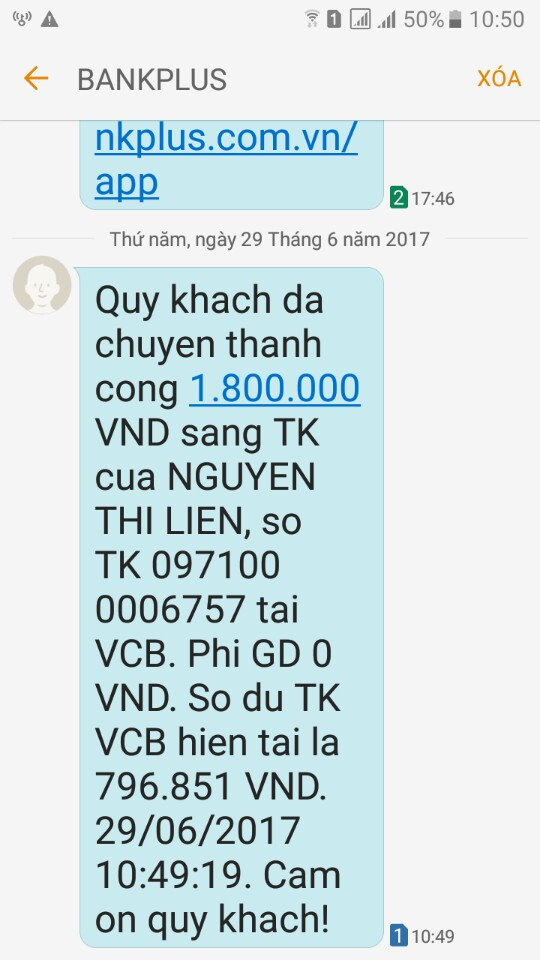 1 50% 10:50
BANKPLUS XÓA
nkplus.com.vn/
app
2 17:46
Thứ năm, ngày 29 Tháng 6 năm 2017
Quy khach da
chuyen thanh
cong 1.800.000
VND sang TK
cua NGUYEN
THI LIEN, so
TK 097100
0006757 tai
VCB. Phi GD 0
VND. So du TK
VCB hien tai la
796.851 VND.
29/06/2017
10:49:19. Cam
on quy khach!
1 10:49